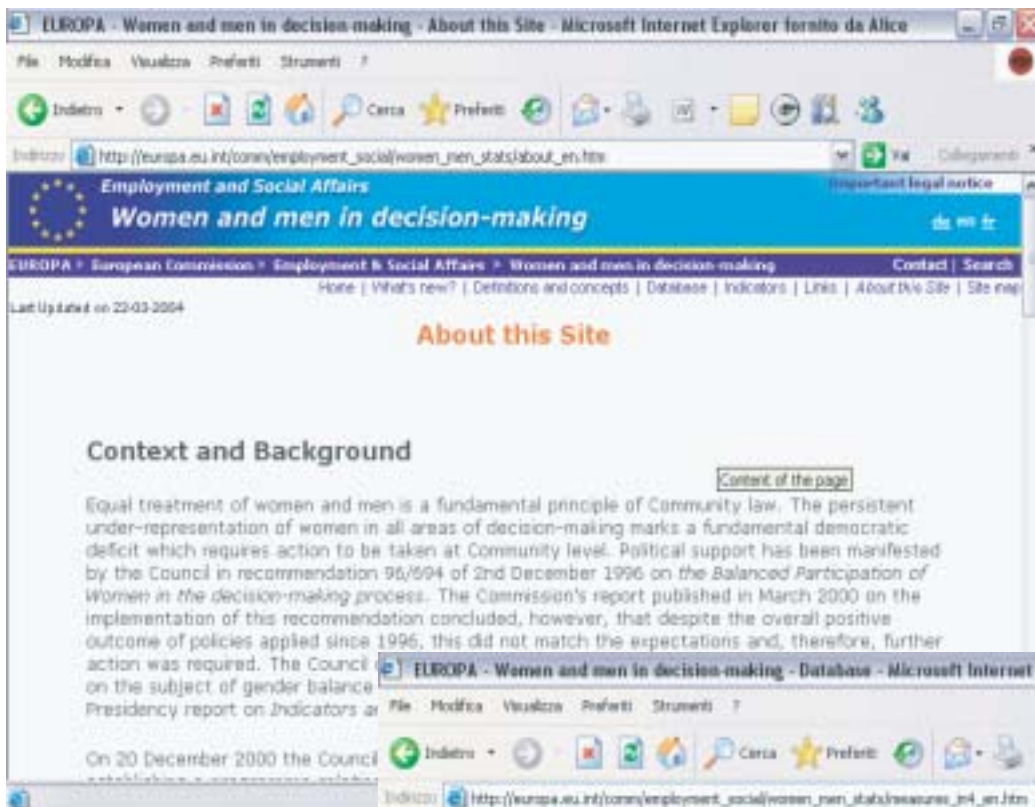 EUROPA - Women and men in decision-making - About this Site - Microsoft Internet Explorer fornito da Alice
File Modifica Visualizza Preferiti Strumenti ?
Indietro Cerca Preferiti
Indirizzo http://europa.eu.int/comm/employment_social/women_men_stats/about_en.htm Vai Collegamenti
Employment and Social Affairs Important legal notice
Women and men in decision-making de en fr
EUROPA > European Commission > Employment & Social Affairs > Women and men in decision-making Contact | Search
Home | What's new? | Definitions and concepts | Database | Indicators | Links | About this Site | Site map
Last Updated on 22-03-2004
About this Site
Context and Background
Content of the page
Equal treatment of women and men is a fundamental principle of Community law. The persistent
under-representation of women in all areas of decision-making marks a fundamental democratic
deficit which requires action to be taken at Community level. Political support has been manifested
by the Council in recommendation 96/694 of 2nd December 1996 on the Balanced Participation of
Women in the decision-making process. The Commission's report published in March 2000 on the
implementation of this recommendation concluded, however, that despite the overall positive
outcome of policies applied since 1996, this did not match the expectations and, therefore, further
action was required. The Council
on the subject of gender balance
Presidency report on Indicators
On 20 December 2000 the Council
establishing a programme
EUROPA - Women and men in decision-making - Database - Microsoft Internet
File Modifica Visualizza Preferiti Strumenti ?
Indietro Cerca Preferiti
Indirizzo http://europa.eu.int/comm/employment_social/women_men_stats/measures_in4_en.htm